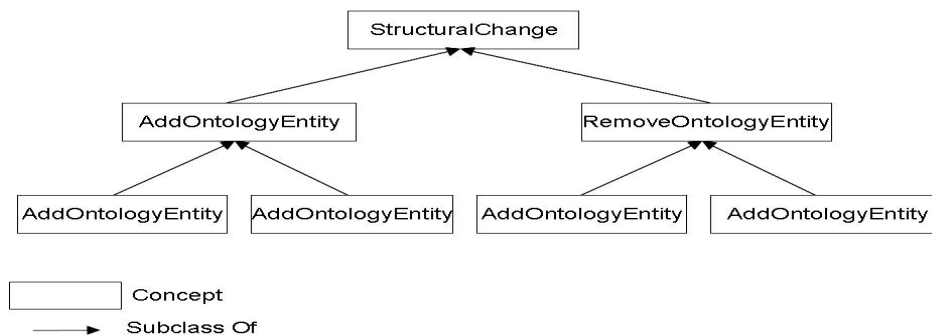 StructuralChange
AddOntologyEntity
RemoveOntologyEntity
AddOntologyEntity
AddOntologyEntity
AddOntologyEntity
AddOntologyEntity
Concept
Subclass Of